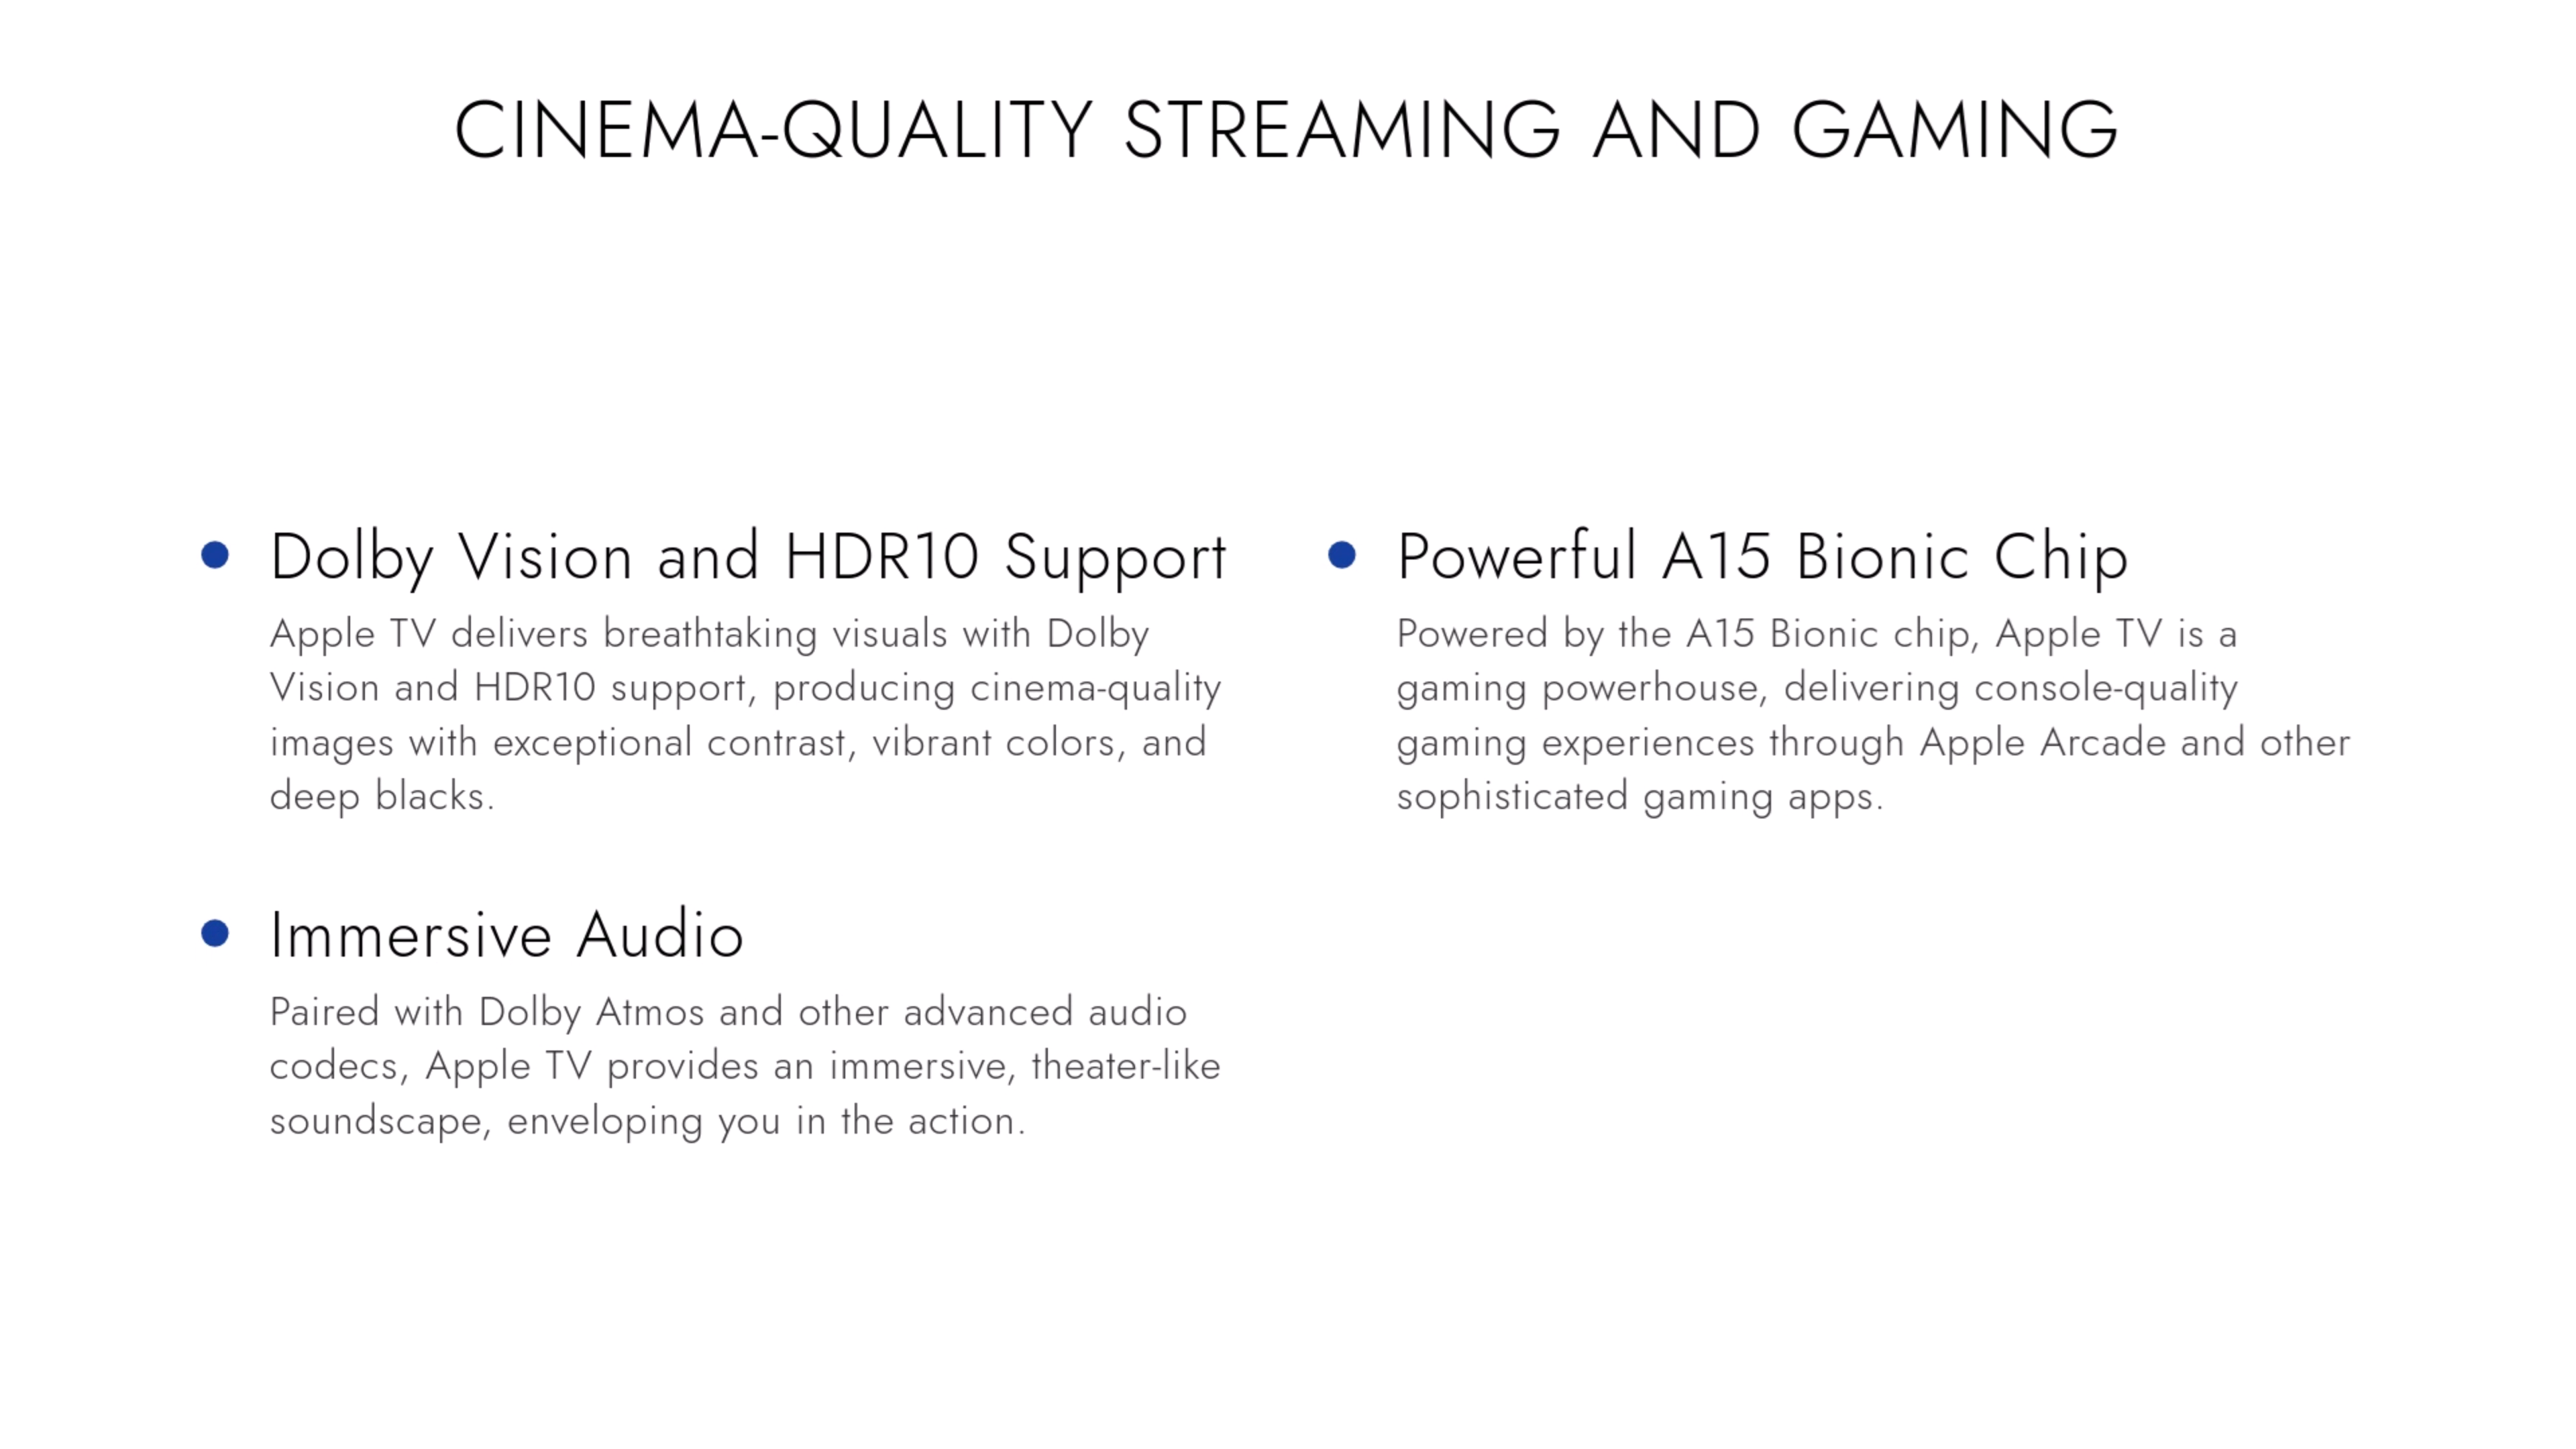 CINEMA-QUALITY STREAMING AND GAMING
Dolby Vision and HDR10 Support
Apple TV delivers breathtaking visuals with Dolby
Vision and HDR10 support, producing cinema-quality
images with exceptional contrast, vibrant colors, and
deep blacks.
Powerful A15 Bionic Chip
Powered by the A15 Bionic chip, Apple TV is a
gaming powerhouse, delivering console-quality
gaming experiences through Apple Arcade and other
sophisticated gaming apps.
Immersive Audio
Paired with Dolby Atmos and other advanced audio
codecs, Apple TV provides an immersive, theater-like
soundscape, enveloping you in the action.